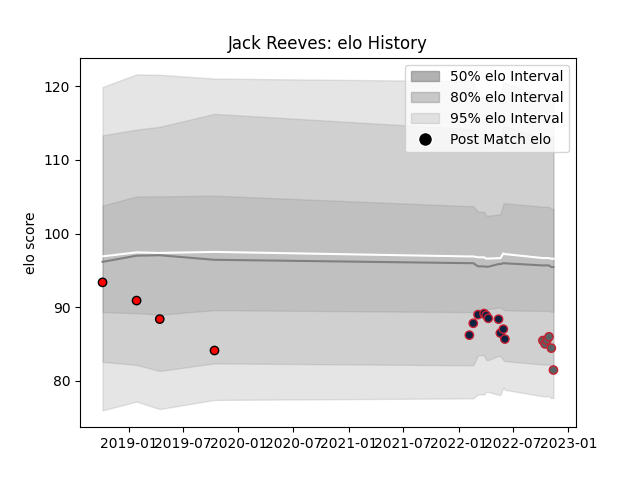 Jack Reeves: elo History
50% elo Interval
80% elo Interval
95% elo Interval
Post Match elo
elo score
120
110
100
90
80
2019-01 2019-07 2020-01 2020-07 2021-01 2021-07 2022-01 2022-07 2023-01